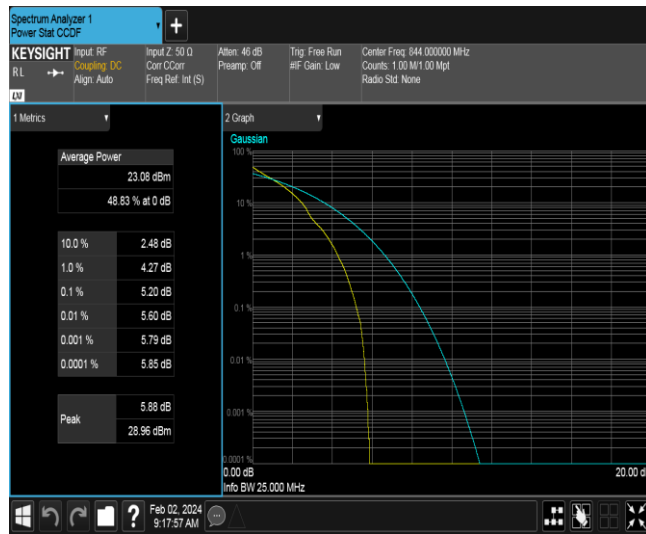 Spectrum Analyzer 1
Power Stat CCDF
+
KEYSIGHT
RL
LXI
Input: RF
Coupling: DC
Align: Auto
Input Z: 50 Ω
Corr CCorr
Freq Ref: Int (S)
Atten: 46 dB
Preamp: Off
Trig: Free Run
#IF Gain: Low
Center Freq: 844.000000 MHz
Counts: 1.00 M/1.00 Mpt
Radio Std: None
1 Metrics
Average Power
23.08 dBm
48.83 % at 0 dB
10.0 % 2.48 dB
1.0 % 4.27 dB
0.1 % 5.20 dB
0.01 % 5.60 dB
0.001 % 5.79 dB
0.0001 % 5.85 dB
Peak
5.88 dB
28.96 dBm
2 Graph
Gaussian
100 %
10 %
1 %
0.1 %
0.01 %
0.001 %
0.0001 %
0.00 dB
20.00 d
Info BW 25.000 MHz
?
Feb 02, 2024
9:17:57 AM